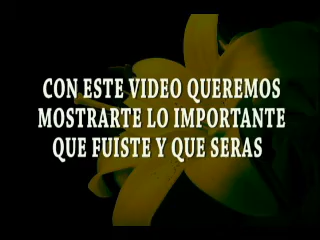 CON ESTE VIDEO QUEREMOS
MOSTRARTE LO IMPORTANTE
QUE FUISTE Y QUE SERAS